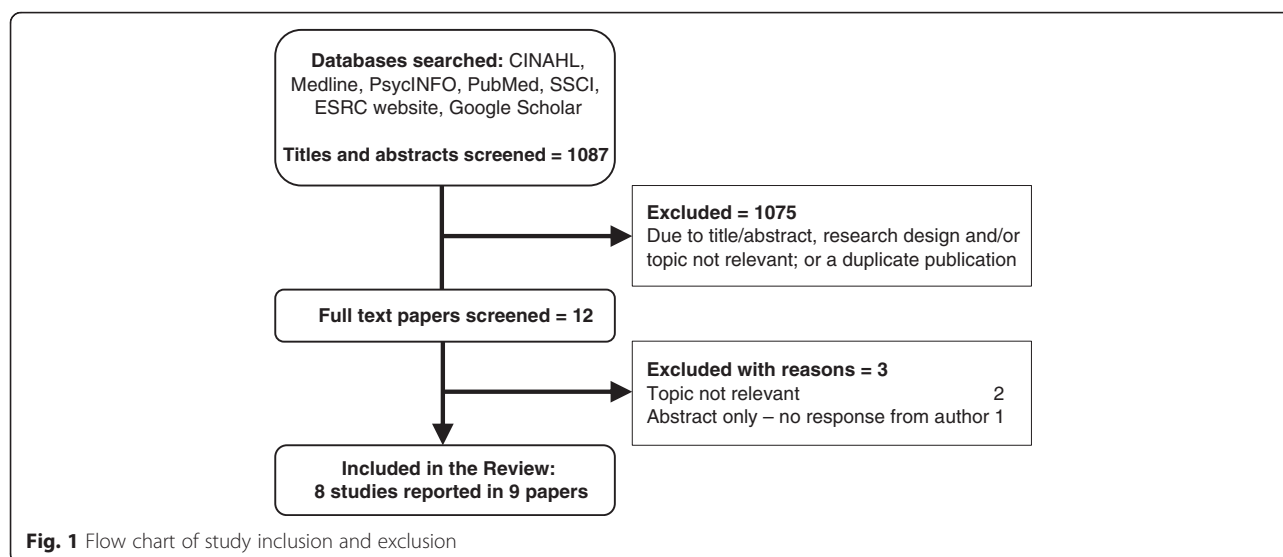 Databases searched: CINAHL,
Medline, PsycINFO, PubMed, SSCI,
ESRC website, Google Scholar
Titles and abstracts screened = 1087
Excluded = 1075
Due to title/abstract, research design and/or
topic not relevant; or a duplicate publication
Full text papers screened = 12
Excluded with reasons = 3
Topic not relevant 2
Abstract only – no response from author 1
Included in the Review:
8 studies reported in 9 papers
Fig. 1 Flow chart of study inclusion and exclusion